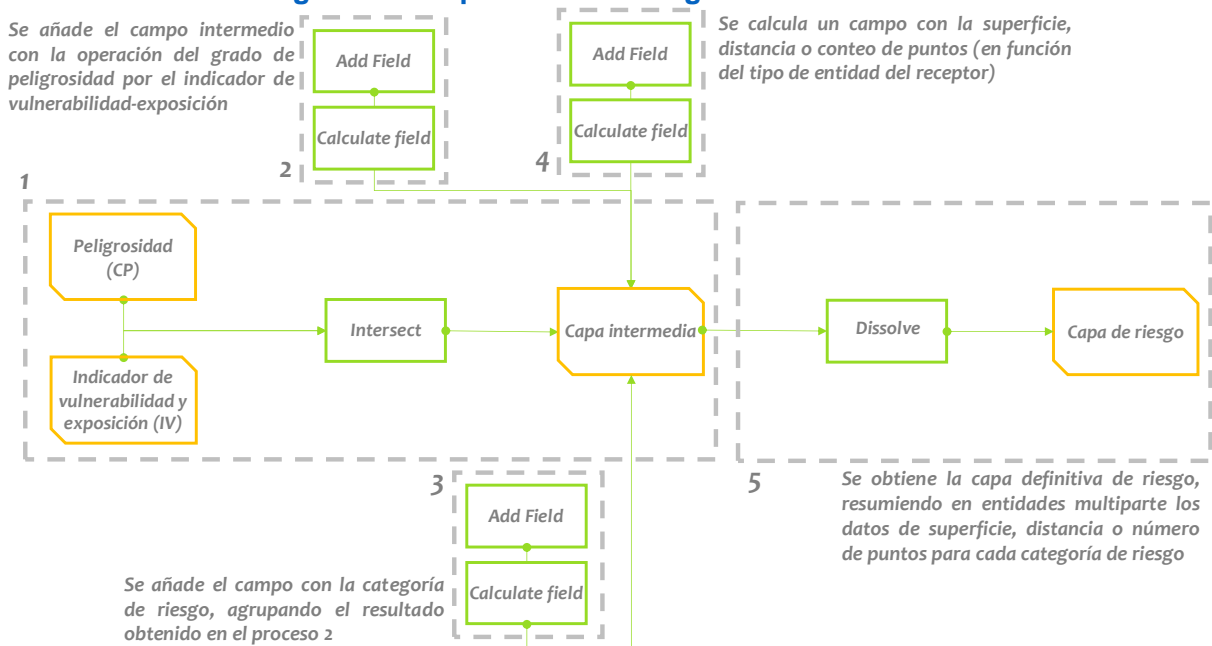 Se añade el campo intermedio
con la operación del grado de
peligrosidad por el indicador de
vulnerabilidad-exposición
Add Field
Calculate field
2
Add Field
Calculate field
4
Se calcula un campo con la superficie,
distancia o conteo de puntos (en función
del tipo de entidad del receptor)
1
Peligrosidad
(CP)
Indicador de
vulnerabilidad y
exposición (IV)
Intersect
Capa intermedia
Dissolve
Capa de riesgo
3
Add Field
Calculate field
Se añade el campo con la categoría
de riesgo, agrupando el resultado
obtenido en el proceso 2
5
Se obtiene la capa definitiva de riesgo,
resumiendo en entidades multiparte los
datos de superficie, distancia o número
de puntos para cada categoría de riesgo